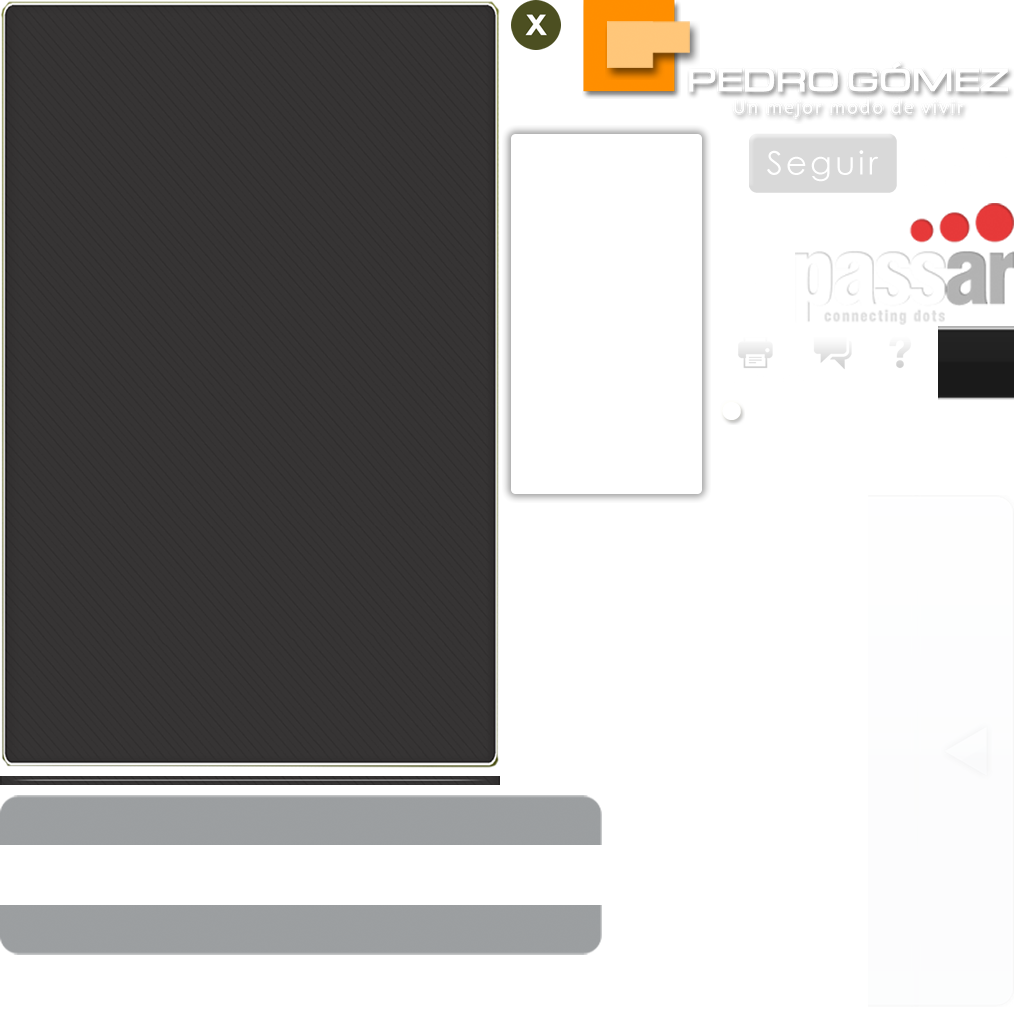 X
PEDRO GÓMEZ
Un mejor modo de vivir
Seguir
passar
connecting dots
?